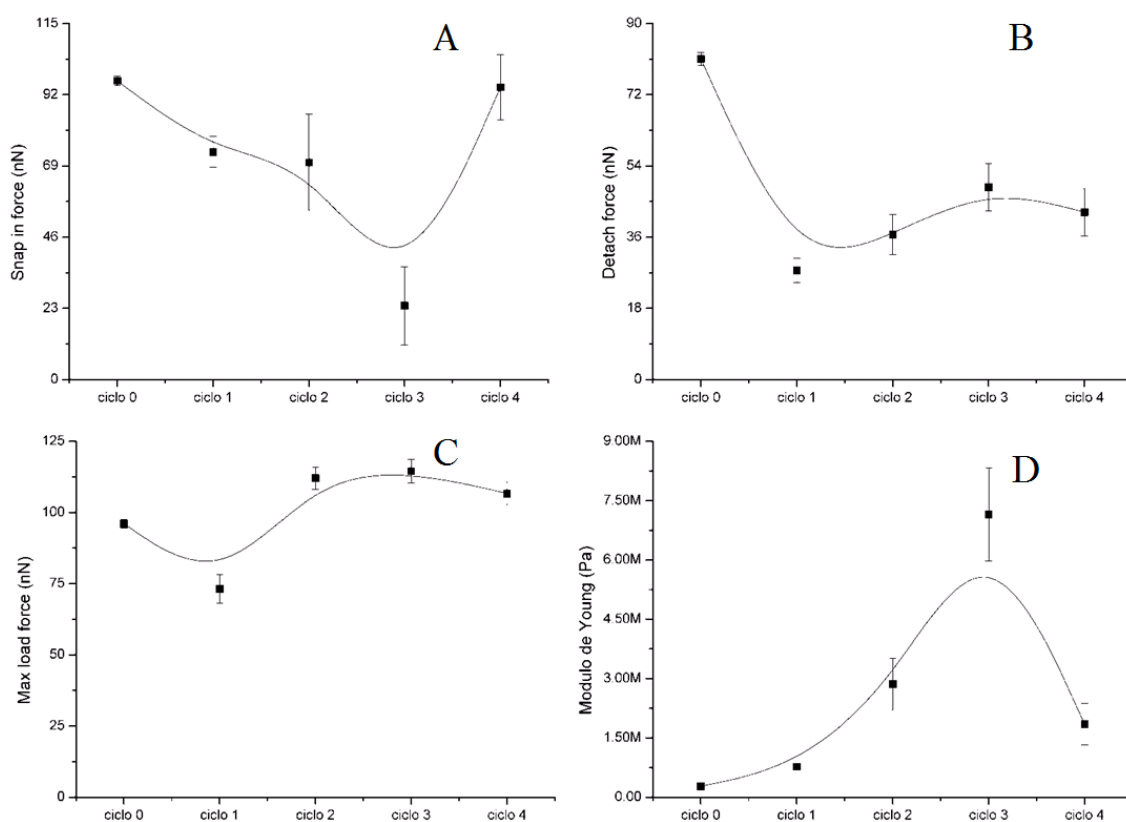 A
Snap in force (nN)
115
92
69
46
23
0
ciclo 0 ciclo 1 ciclo 2 ciclo 3 ciclo 4
B
Detach force (nN)
90
72
54
36
18
0
ciclo 0 ciclo 1 ciclo 2 ciclo 3 ciclo 4
C
Max load force (nN)
125
100
75
50
25
0
ciclo 0 ciclo 1 ciclo 2 ciclo 3 ciclo 4
D
Modulo de Young (Pa)
9.00M
7.50M
6.00M
4.50M
3.00M
1.50M
0.00
ciclo 0 ciclo 1 ciclo 2 ciclo 3 ciclo 4